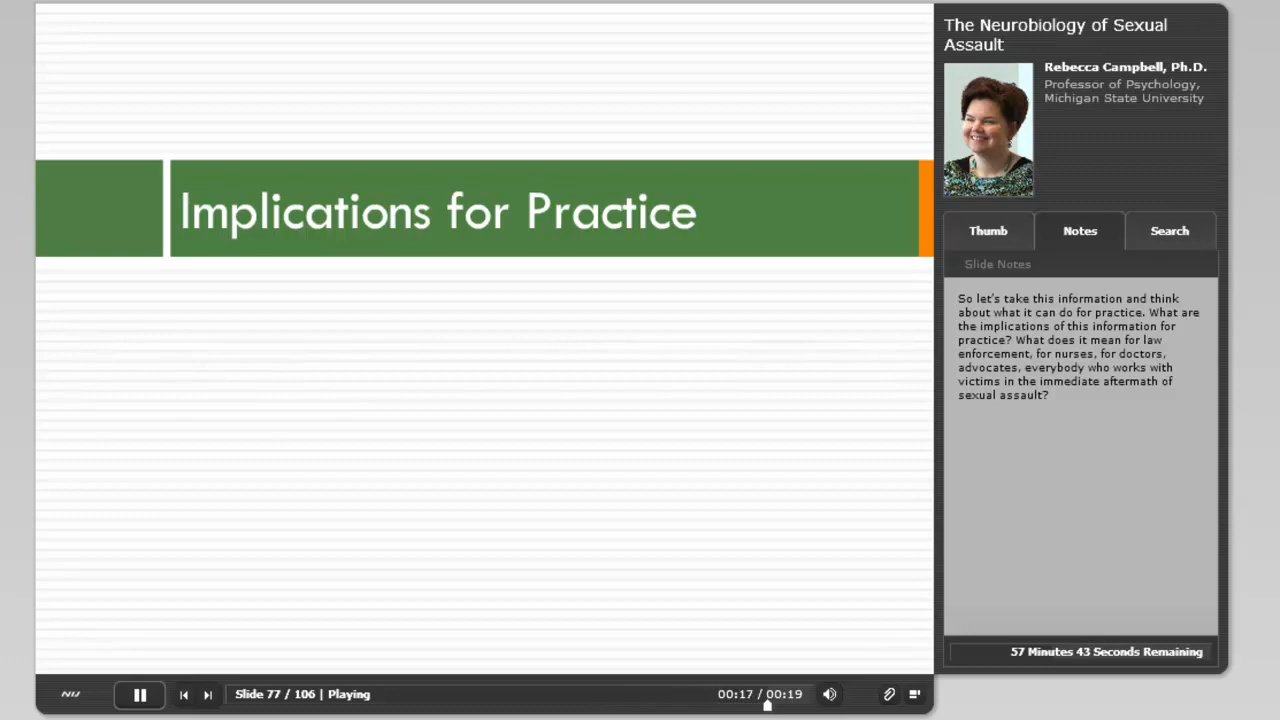 Implications for Practice
The Neurobiology of Sexual
Assault
Rebecca Campbell, Ph.D.
Professor of Psychology,
Michigan State University
Thumb
Notes
Search
Slide Notes
So let's take this information and think
about what it can do for practice. What are
the implications of this information for
practice? What does it mean for law
enforcement, for nurses, for doctors,
advocates, everybody who works with
victims in the immediate aftermath of
sexual assault?
57 Minutes 43 Seconds Remaining
Slide 77 / 106 | Playing
00:17 / 00:19